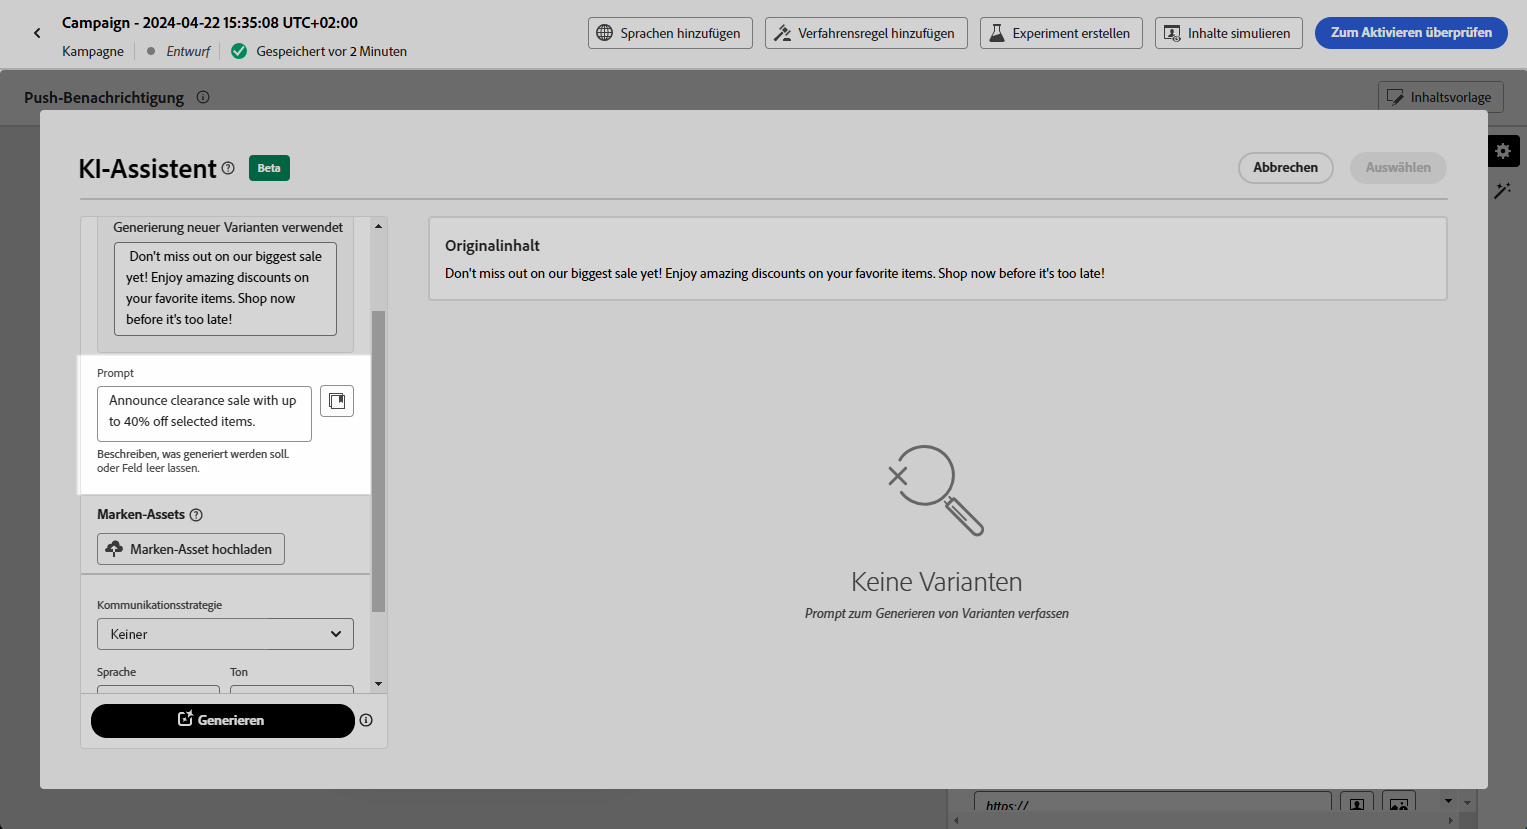 Campaign - 2024-04-22 15:35:08 UTC+02:00
Kampagne
Entwurf
Gespeichert vor 2 Minuten
Sprachen hinzufügen
Verfahrensregel hinzufügen
Experiment erstellen
Inhalte simulieren
Zum Aktivieren überprüfen
Push-Benachrichtigung
Inhaltsvorlage
KI-Assistent
Beta
Abbrechen
Auswählen
Generierung neuer Varianten verwendet
Don't miss out on our biggest sale
yet! Enjoy amazing discounts on
your favorite items. Shop now
before it's too late!
Prompt
Announce clearance sale with up
to 40% off selected items.
Beschreiben, was generiert werden soll.
oder Feld leer lassen.
Marken-Assets
Marken-Asset hochladen
Kommunikationsstrategie
Keiner
Sprache
Ton
Generieren
Originalinhalt
Don't miss out on our biggest sale yet! Enjoy amazing discounts on your favorite items. Shop now before it's too late!
Keine Varianten
Prompt zum Generieren von Varianten verfassen
https://